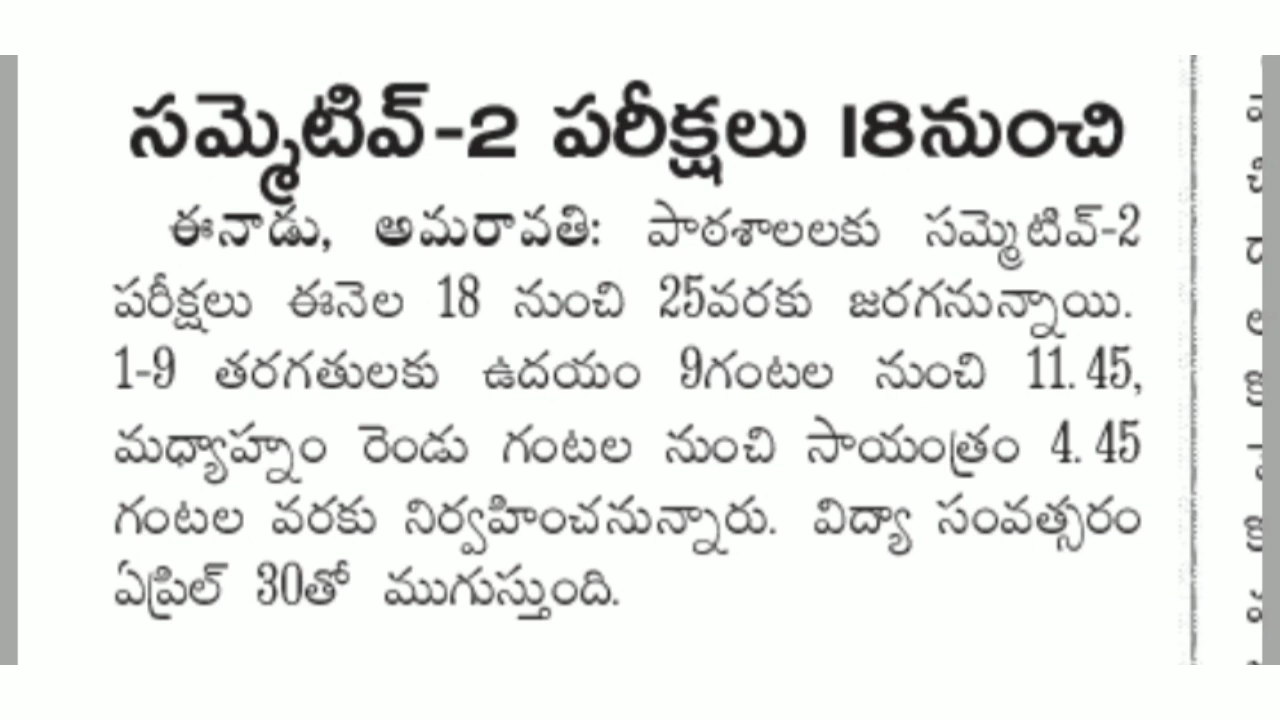 సమ్మెటివ్-2 పరీక్షలు 18నుంచి
ఈనాడు, అమరావతి: పాఠశాలలకు సమ్మెటివ్-2
పరీక్షలు ఈనెల 18 నుంచి 25వరకు జరగనున్నాయి.
1-9 తరగతులకు ఉదయం 9గంటల నుంచి 11.45,
మధ్యాహ్నం రెండు గంటల నుంచి సాయంత్రం 4.45
గంటల వరకు నిర్వహించనున్నారు. విద్యా సంవత్సరం
ఏప్రిల్ 30తో ముగుస్తుంది.